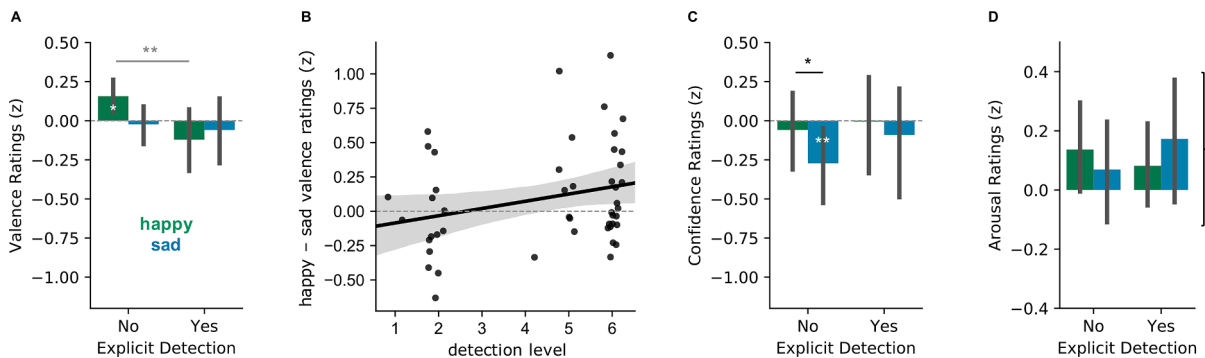 A
Valence Ratings (z)
0.50
0.25
0.00
−0.25
−0.50
−0.75
−1.00
**
*
happy
sad
No Yes
Explicit Detection
B
happy − sad valence ratings (z)
1.00
0.75
0.50
0.25
0.00
−0.25
−0.50
1 2 3 4 5 6
detection level
C
Confidence Ratings (z)
0.50
0.25
0.00
−0.25
−0.50
−0.75
−1.00
*
**
No Yes
Explicit Detection
D
Arousal Ratings (z)
0.4
0.2
0.0
−0.2
−0.4
No Yes
Explicit Detection